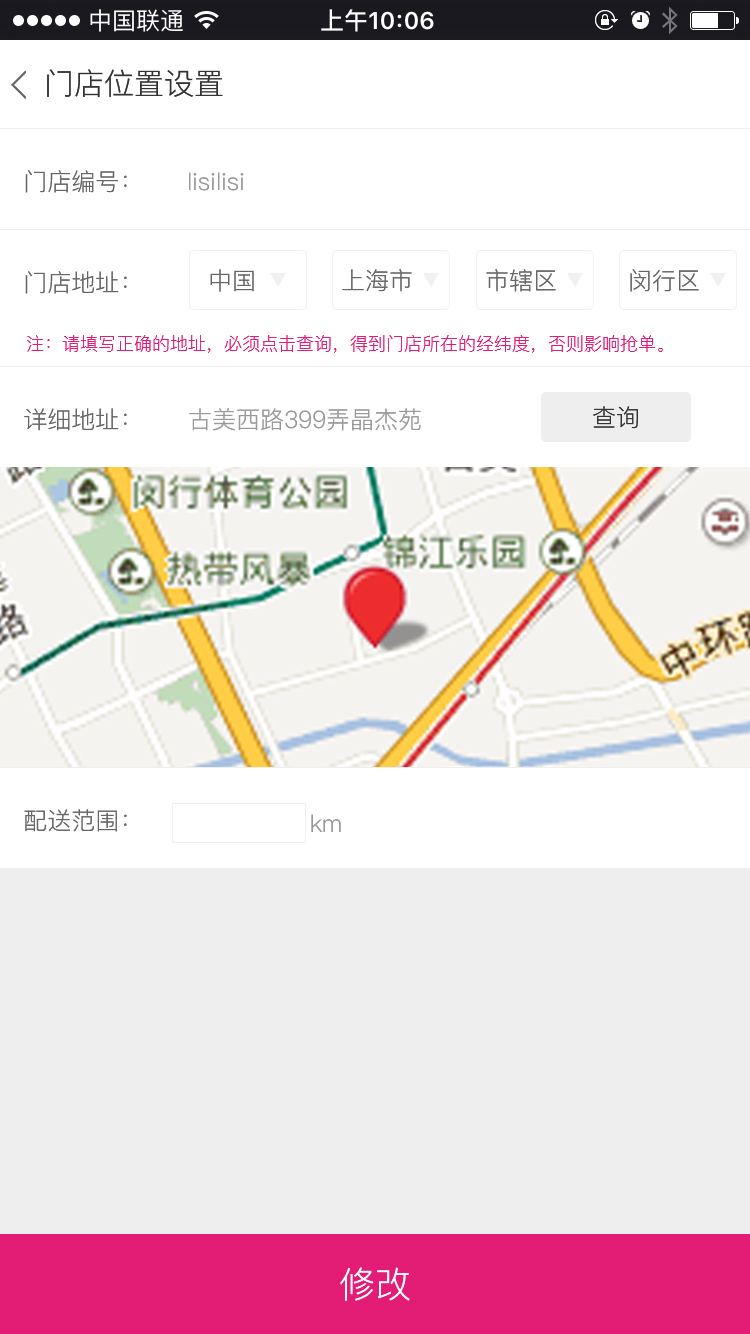 中国联通 上午10:06
门店位置设置
门店编号： lisilisi
门店地址： 中国 上海市 市辖区 闵行区
注：请填写正确的地址，必须点击查询，得到门店所在的经纬度，否则影响抢单。
详细地址： 古美西路399弄晶杰苑 查询
闵行体育公园
锦江乐园
热带风暴
路
中环
配送范围： km
修改